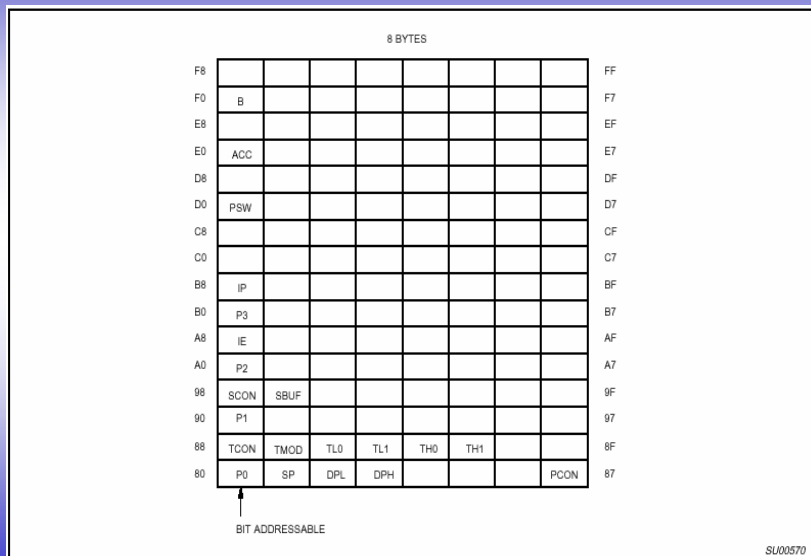 8 BYTES
F8 FF
F0 B F7
E8 EF
E0 ACC E7
D8 DF
D0 PSW D7
C8 CF
C0 C7
B8 IP BF
B0 P3 B7
A8 IE AF
A0 P2 A7
98 SCON SBUF 9F
90 P1 97
88 TCON TMOD TL0 TL1 TH0 TH1 8F
80 P0 SP DPL DPH PCON 87
BIT ADDRESSABLE
SU00570